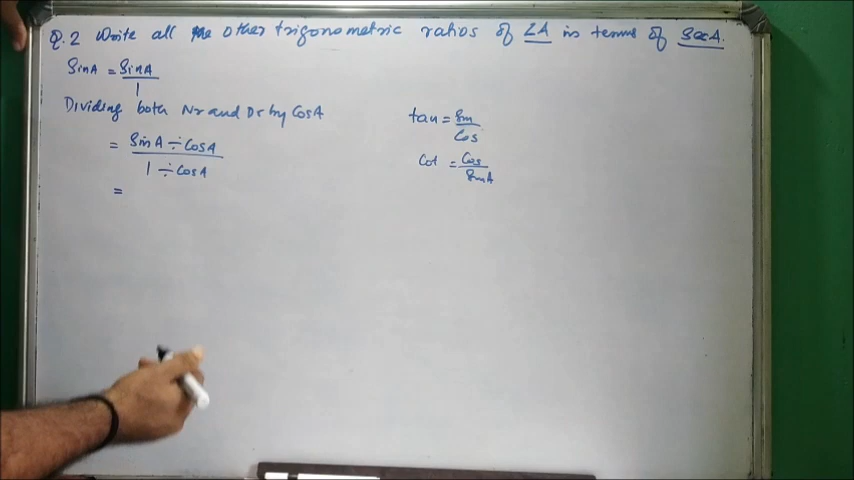 Q.2 Write all the other trigonometric ratios of ∠A in terms of SecA.
SinA = SinA / 1
Dividing both Nr and Dr by CosA
= SinA ÷ CosA / 1 ÷ CosA
=
tan = Sin / Cos
Cot = Cos / SinA